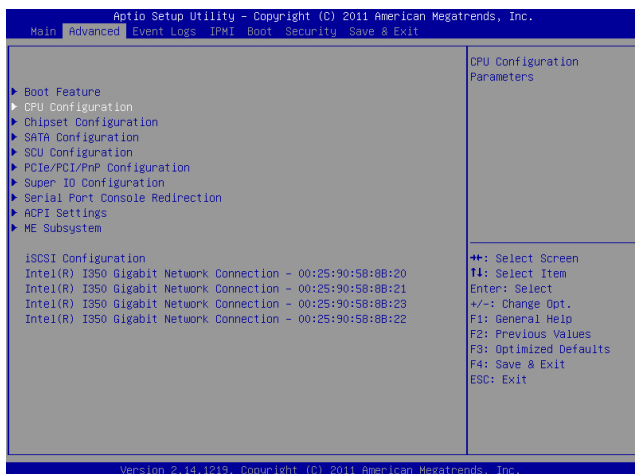 Aptio Setup Utility - Copyright (C) 2011 American Megatrends, Inc.
Main Advanced Event Logs IPMI Boot Security Save & Exit
CPU Configuration
Parameters
Boot Feature
CPU Configuration
Chipset Configuration
SATA Configuration
SCU Configuration
PCIe/PCI/PnP Configuration
Super IO Configuration
Serial Port Console Redirection
ACPI Settings
ME Subsystem
iSCSI Configuration
Intel(R) I350 Gigabit Network Connection - 00:25:90:58:8B:20
Intel(R) I350 Gigabit Network Connection - 00:25:90:58:8B:21
Intel(R) I350 Gigabit Network Connection - 00:25:90:58:8B:23
Intel(R) I350 Gigabit Network Connection - 00:25:90:58:8B:22
→←: Select Screen
↑↓: Select Item
Enter: Select
+/-: Change Opt.
F1: General Help
F2: Previous Values
F3: Optimized Defaults
F4: Save & Exit
ESC: Exit
Version 2.14.1219. Copyright (C) 2011 American Megatrends, Inc.